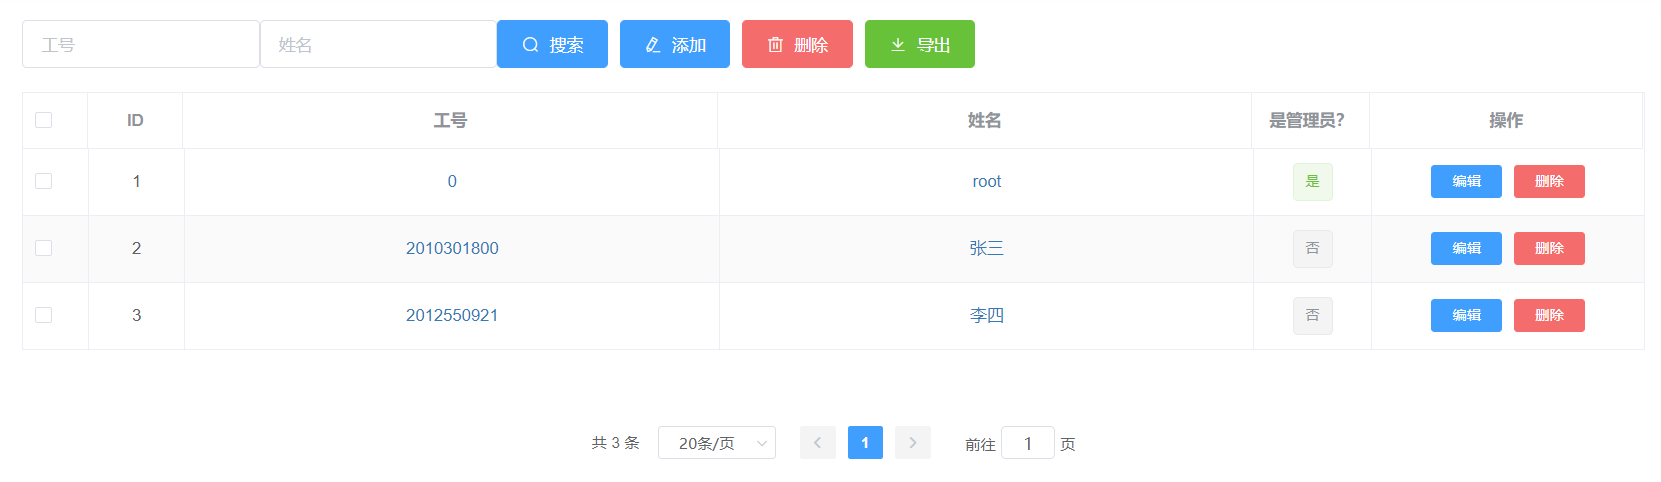 工号 姓名 搜索 添加 删除 导出
ID 工号 姓名 是管理员? 操作
1 0 root 是 编辑 删除
2 2010301800 张三 否 编辑 删除
3 2012550921 李四 否 编辑 删除
共 3 条 20条/页 1 前往 1 页